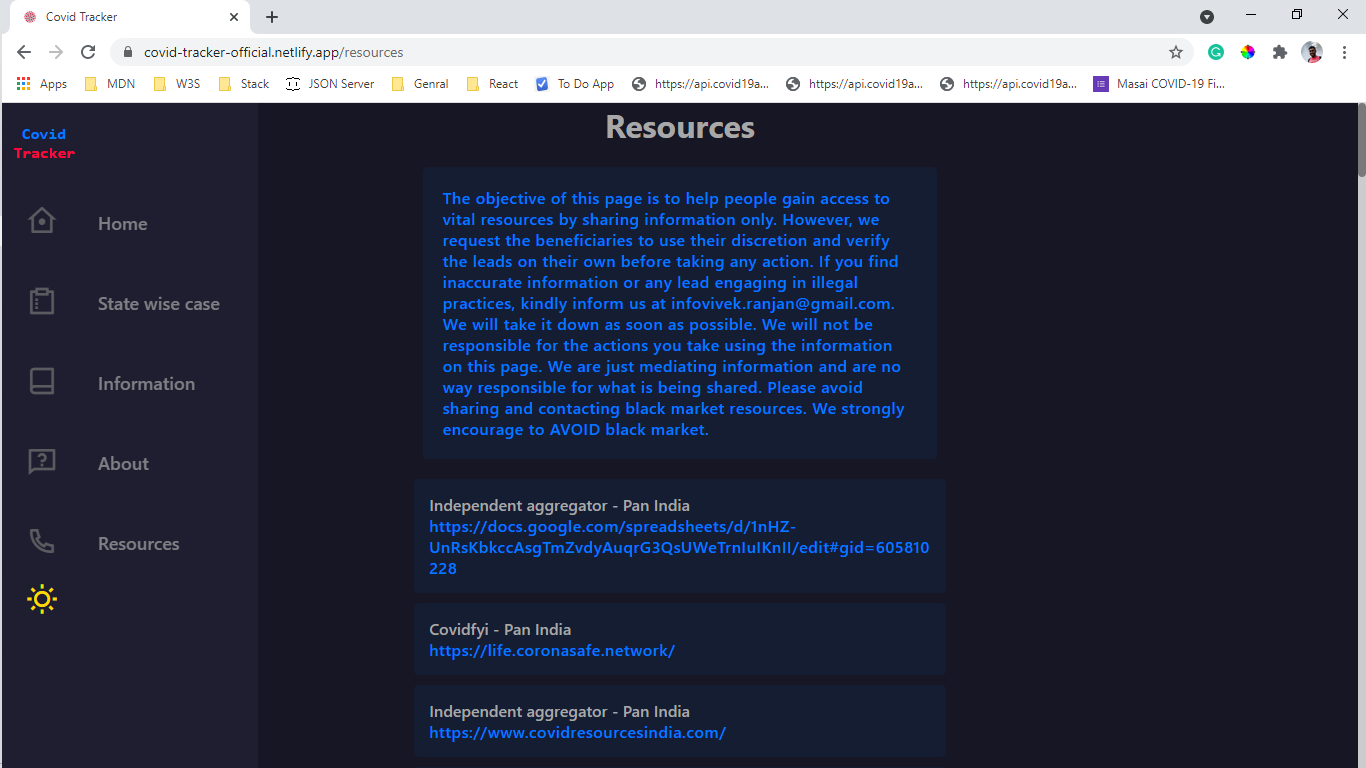 Covid Tracker
covid-tracker-official.netlify.app/resources
Apps
MDN
W3S
Stack
JSON Server
Genral
React
To Do App
https://api.covid19a...
https://api.covid19a...
https://api.covid19a...
Masai COVID-19 Fi...
Covid
Tracker
Home
State wise case
Information
About
Resources
Resources
The objective of this page is to help people gain access to
vital resources by sharing information only. However, we
request the beneficiaries to use their discretion and verify
the leads on their own before taking any action. If you find
inaccurate information or any lead engaging in illegal
practices, kindly inform us at infovivek.ranjan@gmail.com.
We will take it down as soon as possible. We will not be
responsible for the actions you take using the information
on this page. We are just mediating information and are no
way responsible for what is being shared. Please avoid
sharing and contacting black market resources. We strongly
encourage to AVOID black market.
Independent aggregator - Pan India
https://docs.google.com/spreadsheets/d/1nHZ-
UnRsKbkccAsgTmZvdyAuqrG3QsUWeTrnIuIKnII/edit#gid=605810
228
Covidfyi - Pan India
https://life.coronasafe.network/
Independent aggregator - Pan India
https://www.covidresourcesindia.com/